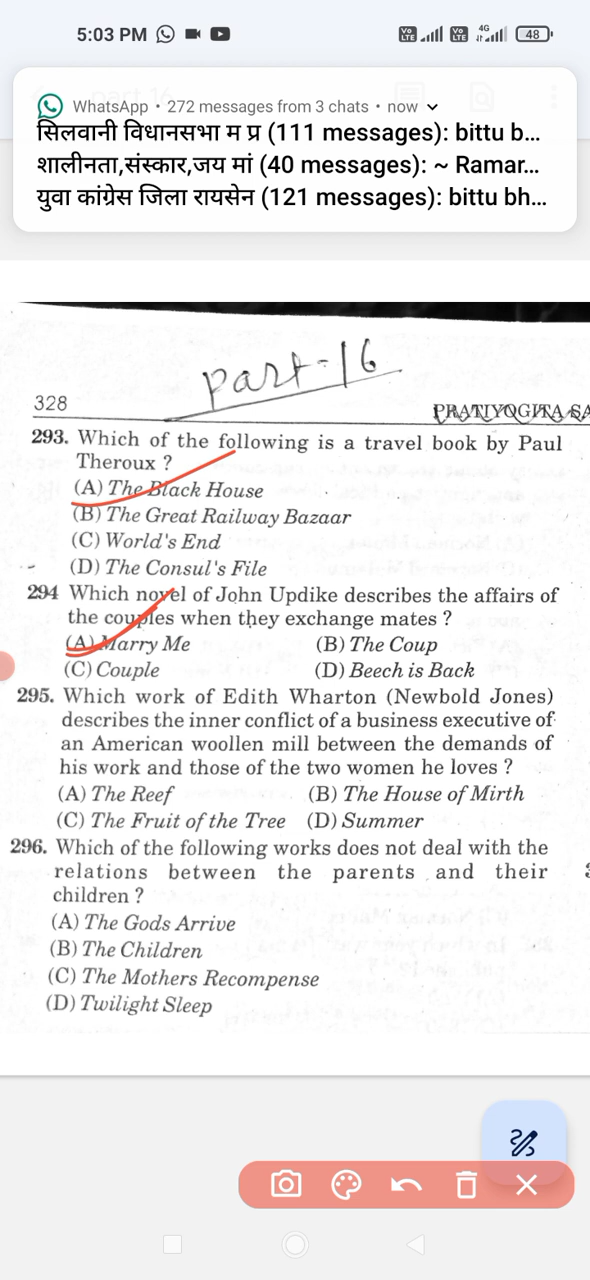 5:03 PM
4G
48
WhatsApp • 272 messages from 3 chats • now
सिलवानी विधानसभा म प्र (111 messages): bittu b...
शालीनता,संस्कार,जय मां (40 messages): ~ Ramar...
युवा कांग्रेस जिला रायसेन (121 messages): bittu bh...
part-16
328
PRATIYOGITA SA
293. Which of the following is a travel book by Paul
Theroux ?
(A) The Black House
(B) The Great Railway Bazaar
(C) World's End
(D) The Consul's File
294 Which novel of John Updike describes the affairs of
the couples when they exchange mates ?
(A) Marry Me (B) The Coup
(C) Couple (D) Beech is Back
295. Which work of Edith Wharton (Newbold Jones)
describes the inner conflict of a business executive of
an American woollen mill between the demands of
his work and those of the two women he loves ?
(A) The Reef (B) The House of Mirth
(C) The Fruit of the Tree (D) Summer
296. Which of the following works does not deal with the
relations between the parents and their
children ?
(A) The Gods Arrive
(B) The Children
(C) The Mothers Recompense
(D) Twilight Sleep